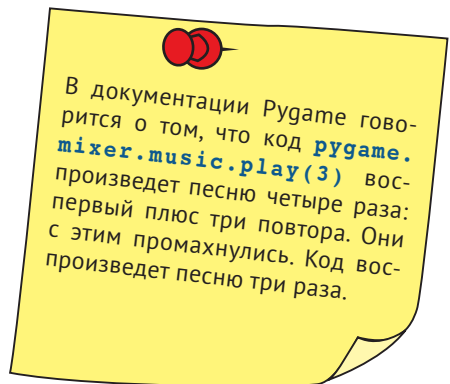 В документации Pygame гово-
рится о том, что код pygame.
mixer.music.play(3) вос-
произведет песню четыре раза:
первый плюс три повтора. Они
с этим промахнулись. Код вос-
произведет песню три раза.